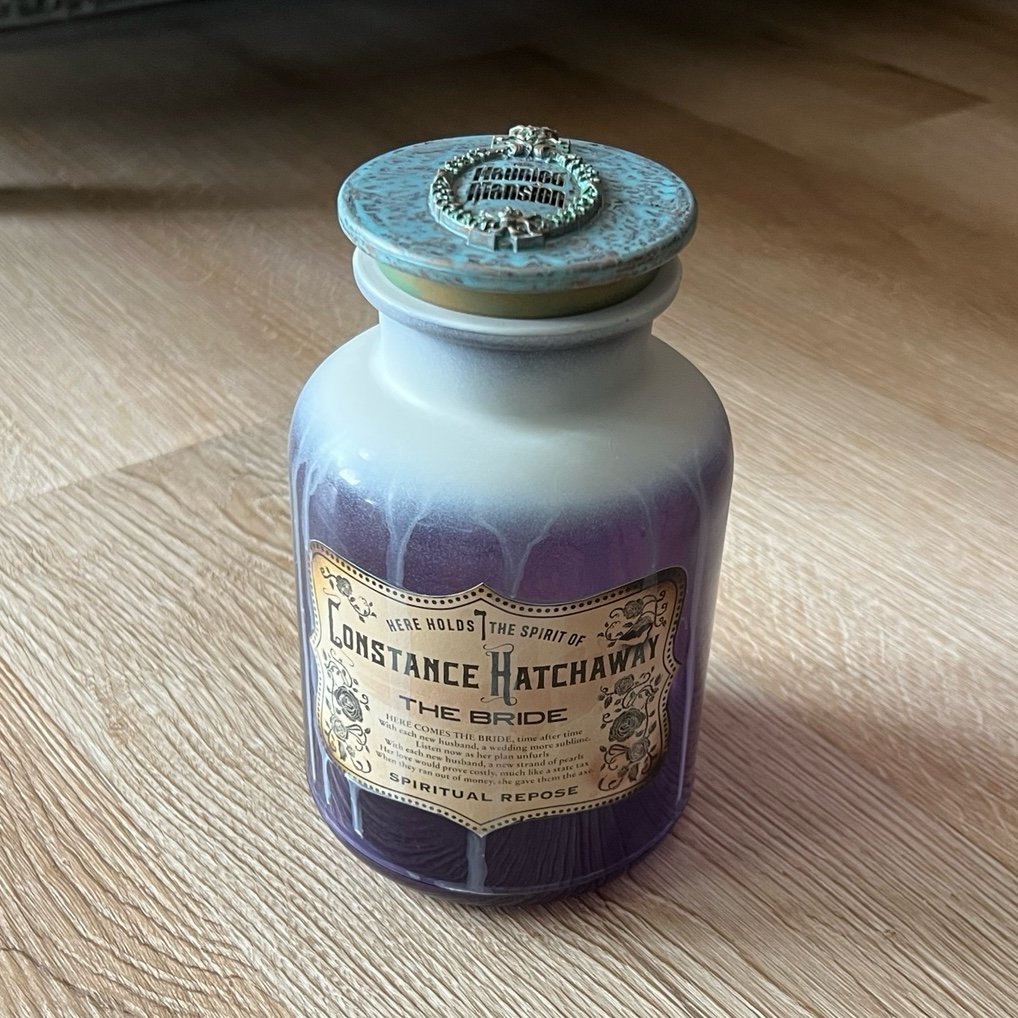 Haunted
Mansion
HERE HOLDS THE SPIRIT OF
CONSTANCE HATCHAWAY
THE BRIDE
HERE COMES THE BRIDE, time after time
With each new husband, a wedding more sublime.
Listen now as her plan unfurls
With each new husband, a new strand of pearls
Her love would prove costly, much like a state tax
When they ran out of money, she gave them the axe
SPIRITUAL REPOSE